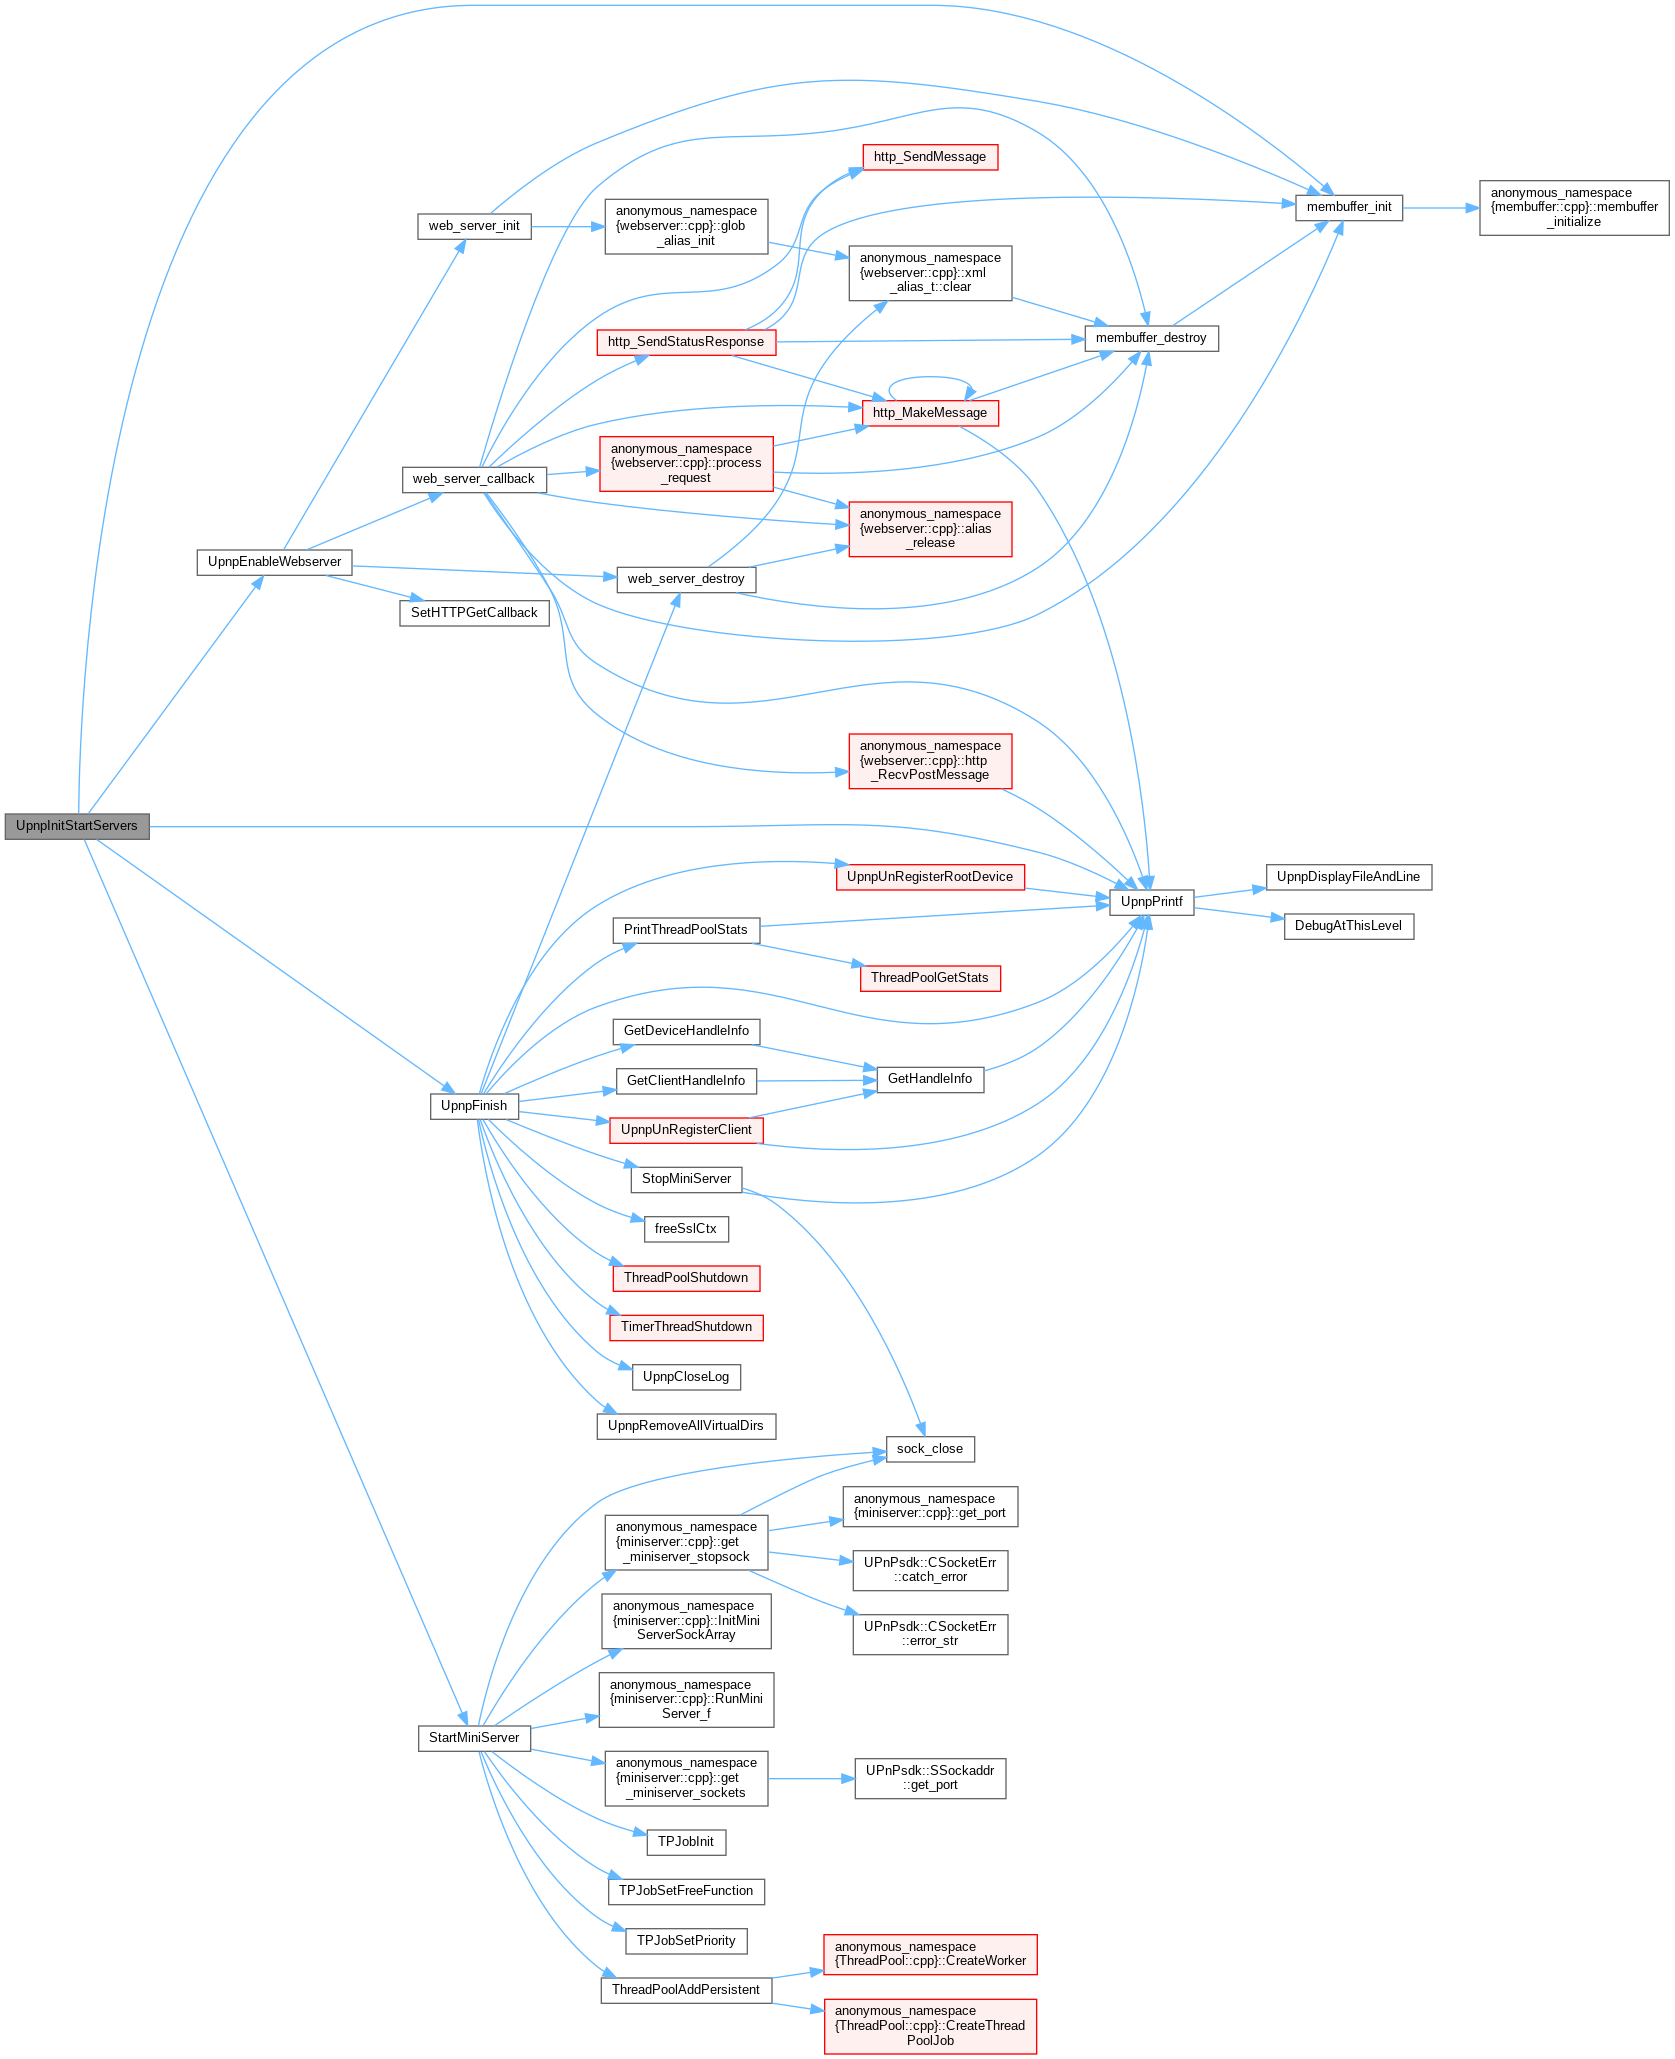 http_SendMessage
anonymous_namespace
{membuffer::cpp}::membuffer
_initialize
membuffer_init
web_server_init
anonymous_namespace
{webserver::cpp}::glob
_alias_init
anonymous_namespace
{webserver::cpp}::xml
_alias_t::clear
http_SendStatusResponse
membuffer_destroy
http_MakeMessage
web_server_callback
anonymous_namespace
{webserver::cpp}::process
_request
anonymous_namespace
{webserver::cpp}::alias
_release
UpnpEnableWebserver
web_server_destroy
SetHTTPGetCallback
anonymous_namespace
{webserver::cpp}::http
_RecvPostMessage
UpnpInitStartServers
UpnpUnRegisterRootDevice
UpnpDisplayFileAndLine
UpnpPrintf
DebugAtThisLevel
PrintThreadPoolStats
ThreadPoolGetStats
GetDeviceHandleInfo
GetClientHandleInfo
GetHandleInfo
UpnpFinish
UpnpUnRegisterClient
StopMiniServer
freeSslCtx
ThreadPoolShutdown
TimerThreadShutdown
UpnpCloseLog
UpnpRemoveAllVirtualDirs
sock_close
anonymous_namespace
{miniserver::cpp}::get_port
anonymous_namespace
{miniserver::cpp}::get
_miniserver_stopsock
UPnPsdk::CSocketErr
::catch_error
anonymous_namespace
{miniserver::cpp}::InitMini
ServerSockArray
UPnPsdk::CSocketErr
::error_str
anonymous_namespace
{miniserver::cpp}::RunMini
Server_f
StartMiniServer
anonymous_namespace
{miniserver::cpp}::get
_miniserver_sockets
UPnPsdk::SSockaddr
::get_port
TPJobInit
TPJobSetFreeFunction
TPJobSetPriority
anonymous_namespace
{ThreadPool::cpp}::CreateWorker
ThreadPoolAddPersistent
anonymous_namespace
{ThreadPool::cpp}::CreateThread
PoolJob